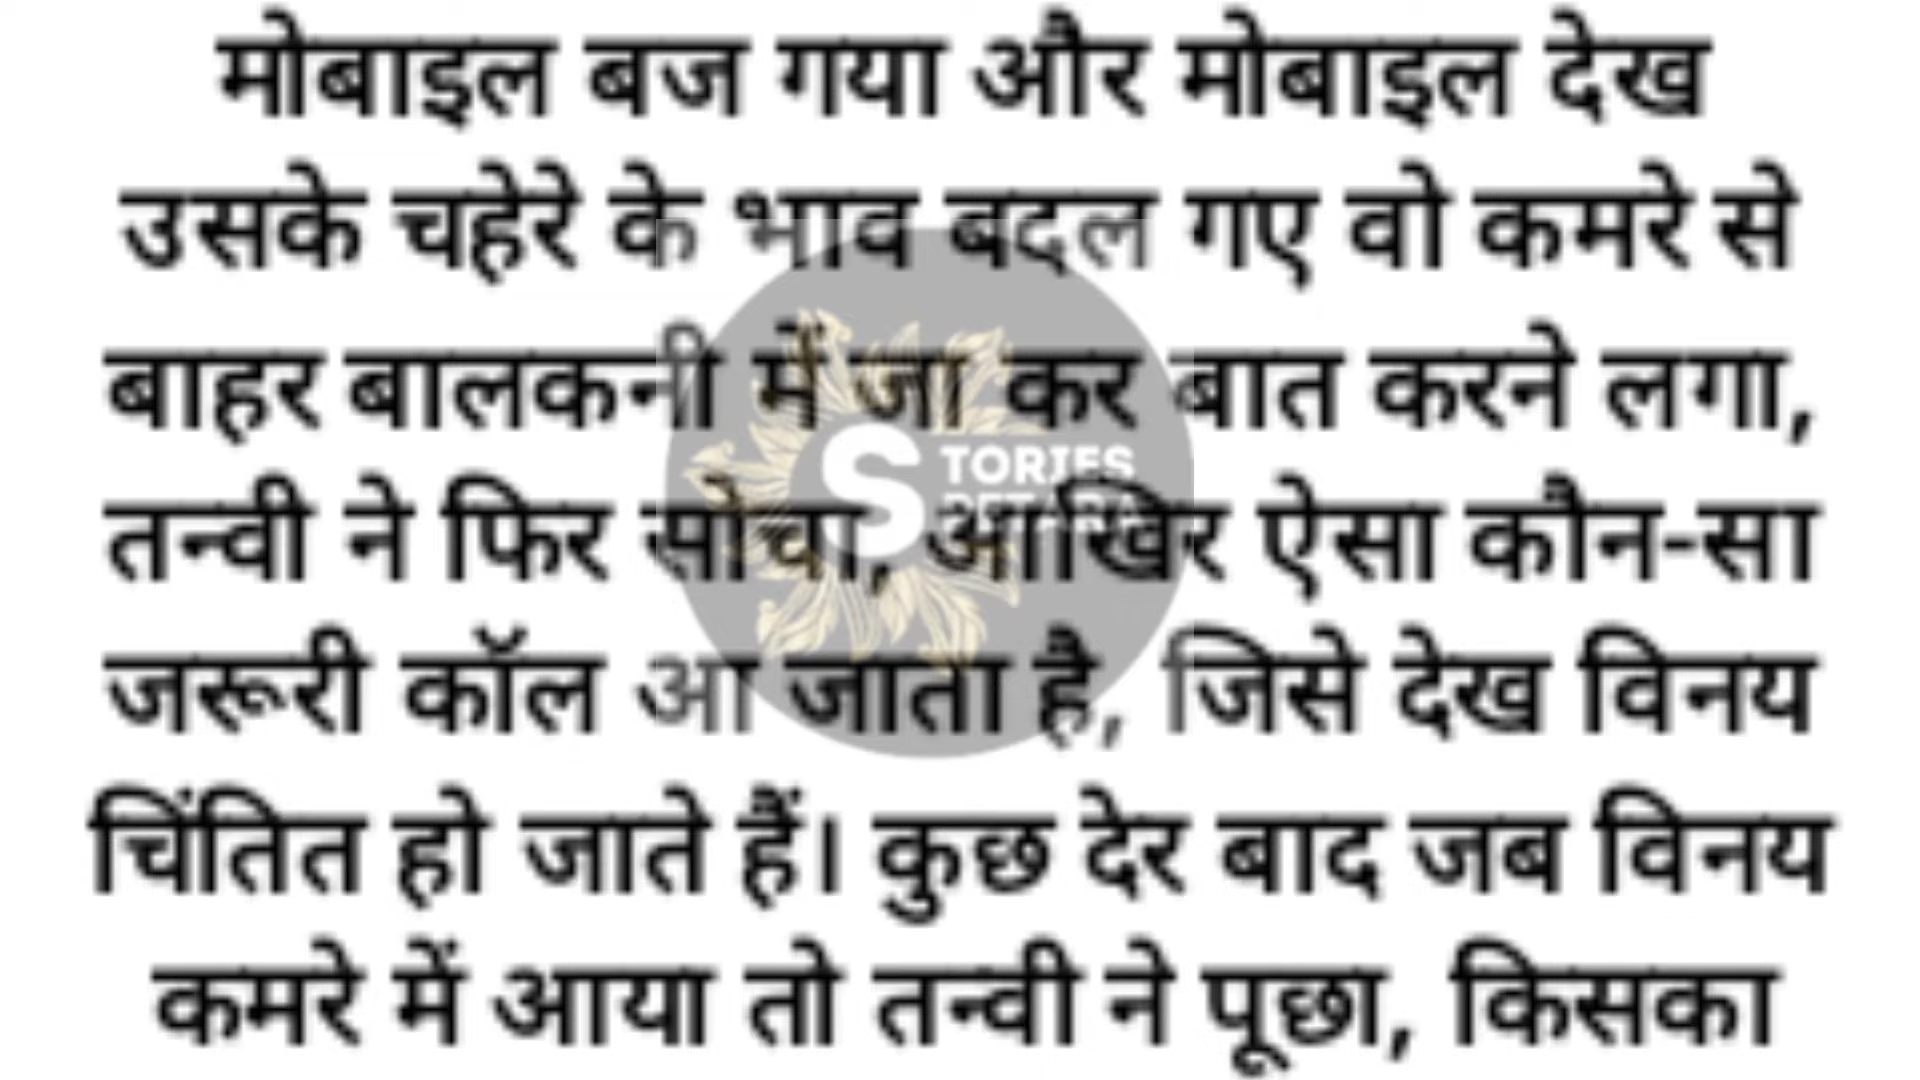 मोबाइल बज गया और मोबाइल देख
उसके चहेरे के भाव बदल गए वो कमरे से
बाहर बालकनी में जा कर बात करने लगा,
तन्वी ने फिर सोचा, आखिर ऐसा कौन-सा
STORIES
जरूरी कॉल आ जाता है, जिसे देख विनय
चिंतित हो जाते हैं। कुछ देर बाद जब विनय
कमरे में आया तो तन्वी ने पूछा, किसका